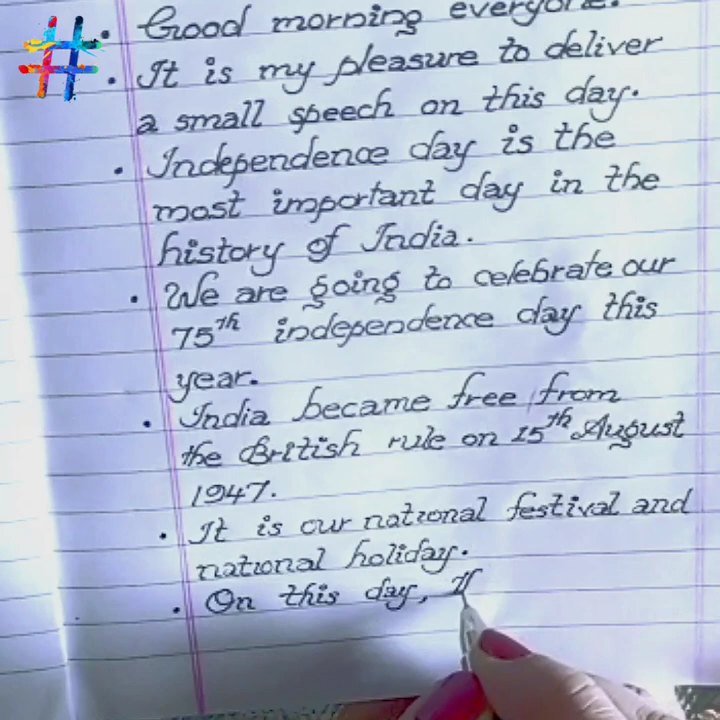 • Good morning everyone.
• It is my pleasure to deliver
a small speech on this day.
• Independence day is the
most important day in the
history of India.
• We are going to celebrate our
75th independence day this
year.
• India became free from
the British rule on 15th August
1947.
• It is our national festival and
national holiday.
• On this day,